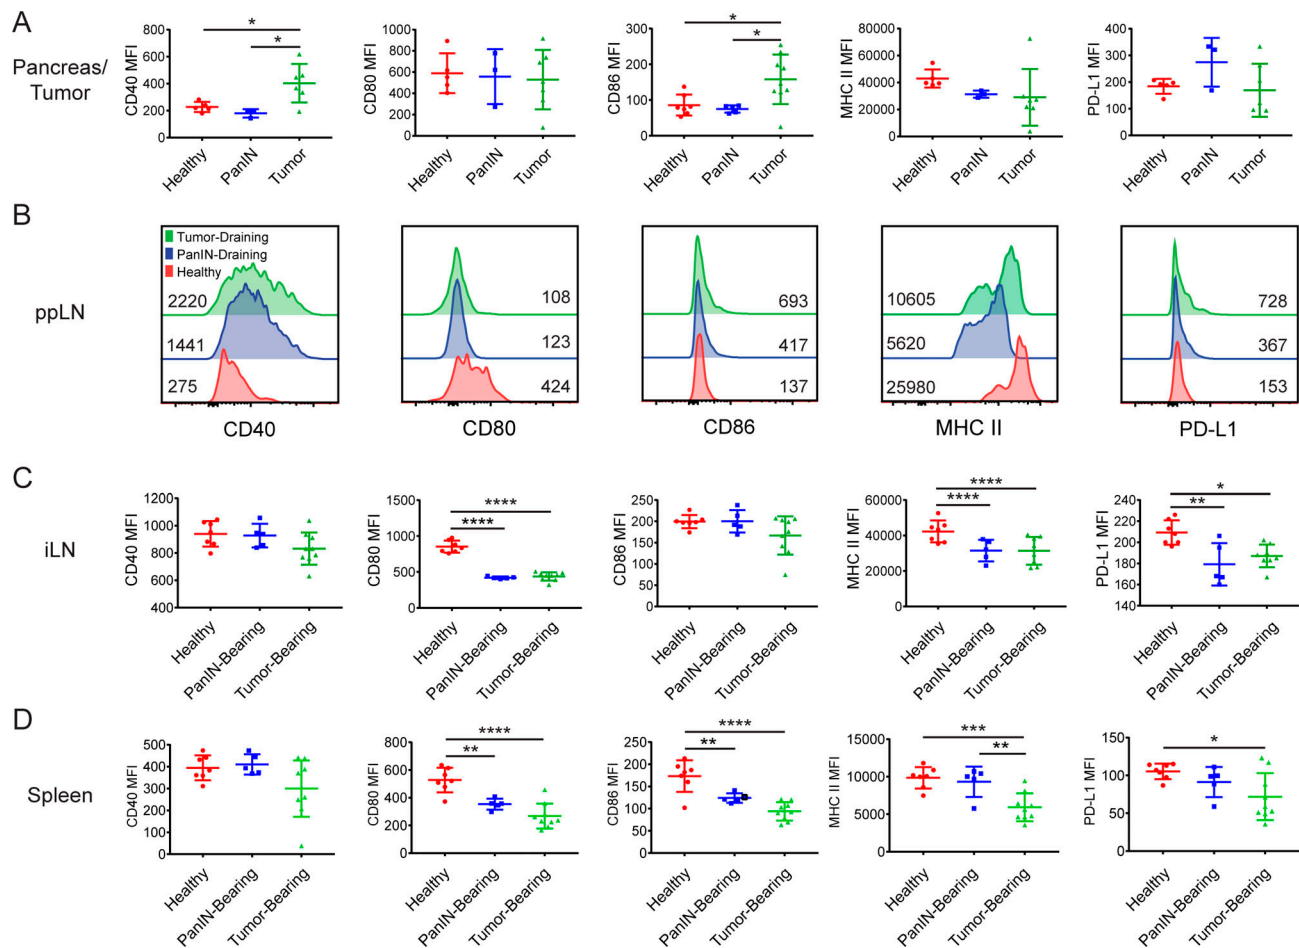 A
Pancreas/
Tumor
CD40 MFI
800
600
400
200
0
*
*
Healthy
PanIN
Tumor
CD80 MFI
1000
800
600
400
200
0
Healthy
PanIN
Tumor
CD86 MFI
300
200
100
0
*
*
Healthy
PanIN
Tumor
MHC II MFI
80000
60000
40000
20000
0
Healthy
PanIN
Tumor
PD-L1 MFI
400
300
200
100
0
Healthy
PanIN
Tumor
B
ppLN
Tumor-Draining
PanIN-Draining
Healthy
2220
1441
275
CD40
108
123
424
CD80
693
417
137
CD86
10605
5620
25980
MHC II
728
367
153
PD-L1
C
iLN
CD40 MFI
1200
1000
800
600
400
Healthy
PanIN-Bearing
Tumor-Bearing
CD80 MFI
1500
1000
500
0
****
****
Healthy
PanIN-Bearing
Tumor-Bearing
CD86 MFI
250
200
150
100
50
0
Healthy
PanIN-Bearing
Tumor-Bearing
MHC II MFI
60000
40000
20000
0
****
****
Healthy
PanIN-Bearing
Tumor-Bearing
PD-L1 MFI
240
220
200
180
160
140
*
**
Healthy
PanIN-Bearing
Tumor-Bearing
D
Spleen
CD40 MFI
500
400
300
200
100
0
Healthy
PanIN-Bearing
Tumor-Bearing
CD80 MFI
800
600
400
200
0
****
**
Healthy
PanIN-Bearing
Tumor-Bearing
CD86 MFI
250
200
150
100
50
0
****
**
Healthy
PanIN-Bearing
Tumor-Bearing
MHC II MFI
15000
10000
5000
0
***
**
Healthy
PanIN-Bearing
Tumor-Bearing
PD-L1 MFI
150
100
50
0
*
Healthy
PanIN-Bearing
Tumor-Bearing